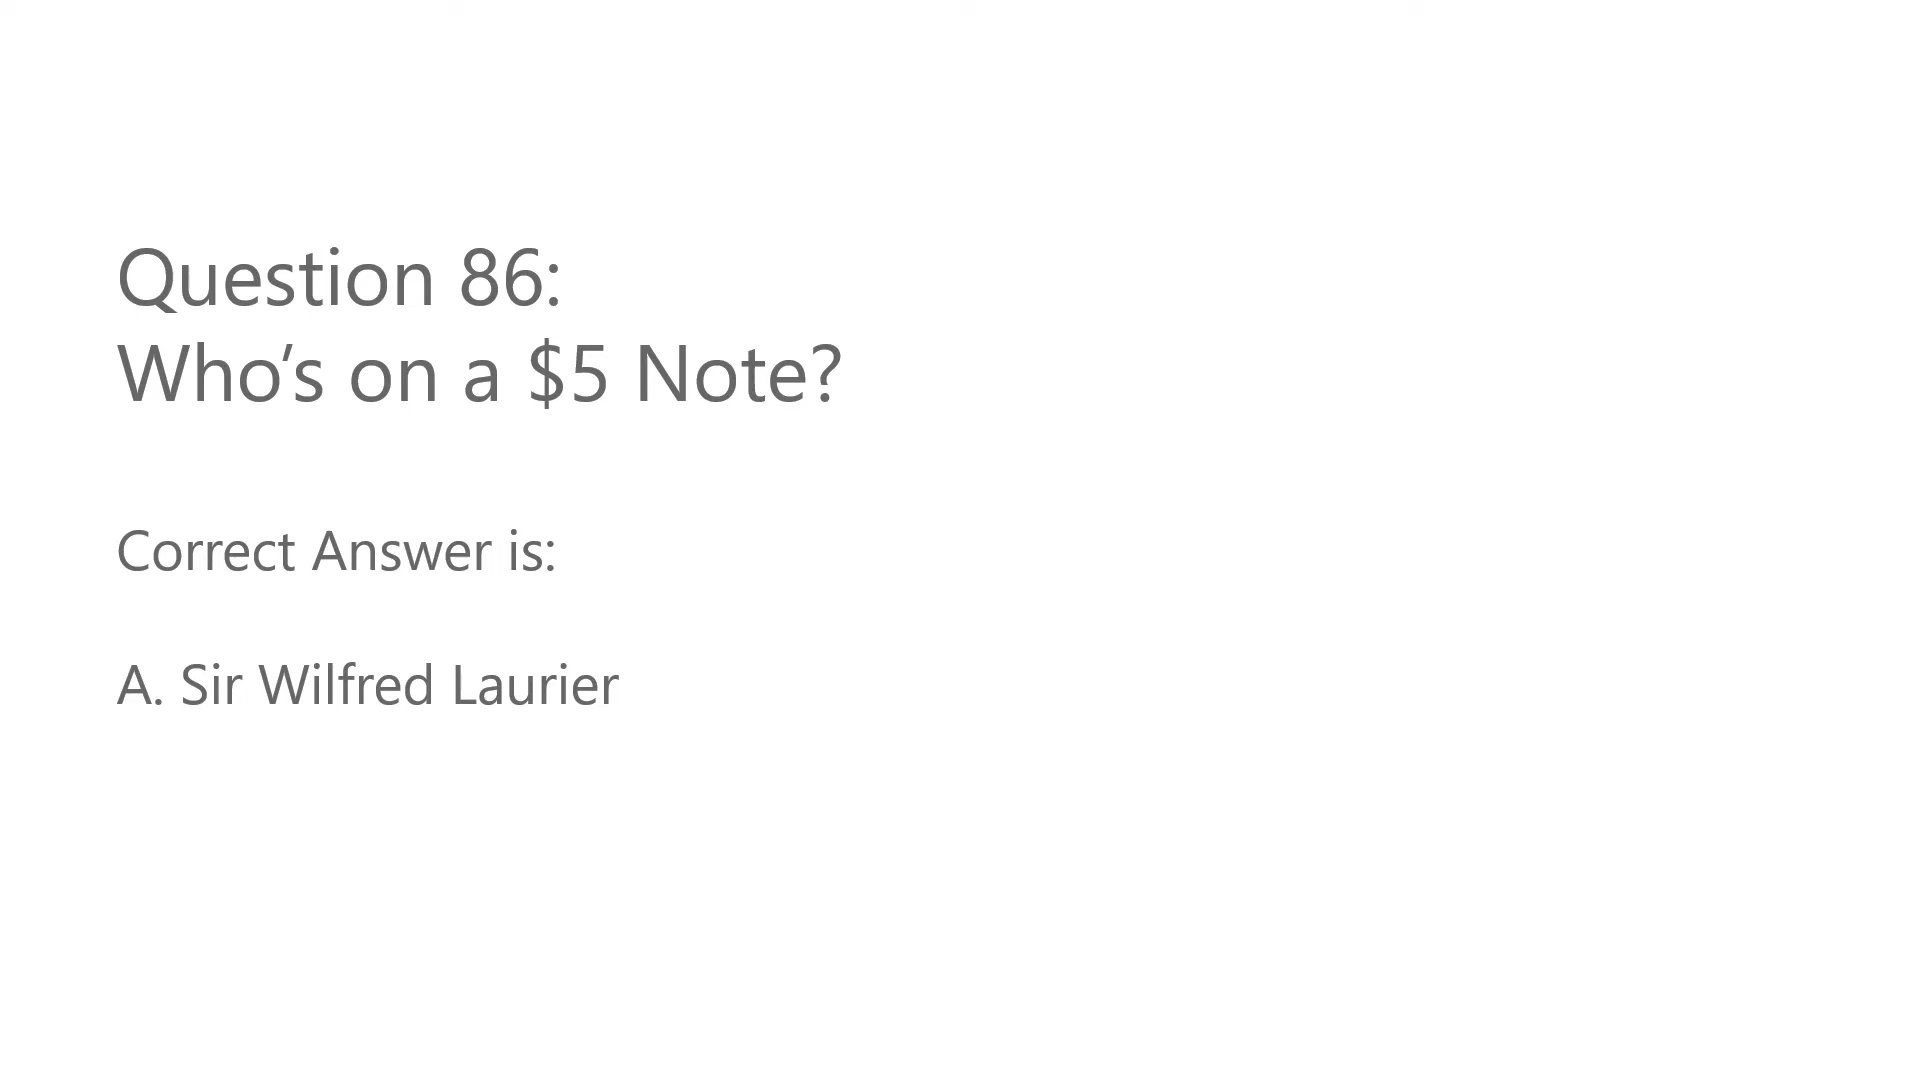 Question 86:
Who’s on a $5 Note?
Correct Answer is:
A. Sir Wilfred Laurier